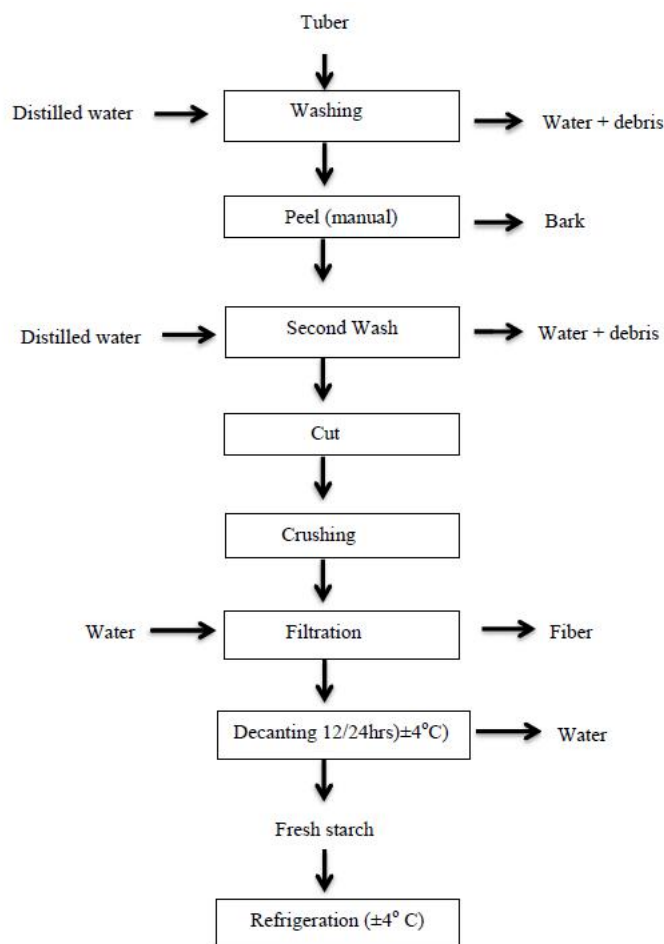 Tuber
Distilled water
Washing
Water + debris
Peel (manual)
Bark
Distilled water
Second Wash
Water + debris
Cut
Crushing
Water
Filtration
Fiber
Decanting 12/24hrs)±4°C)
Water
Fresh starch
Refrigeration (±4° C)